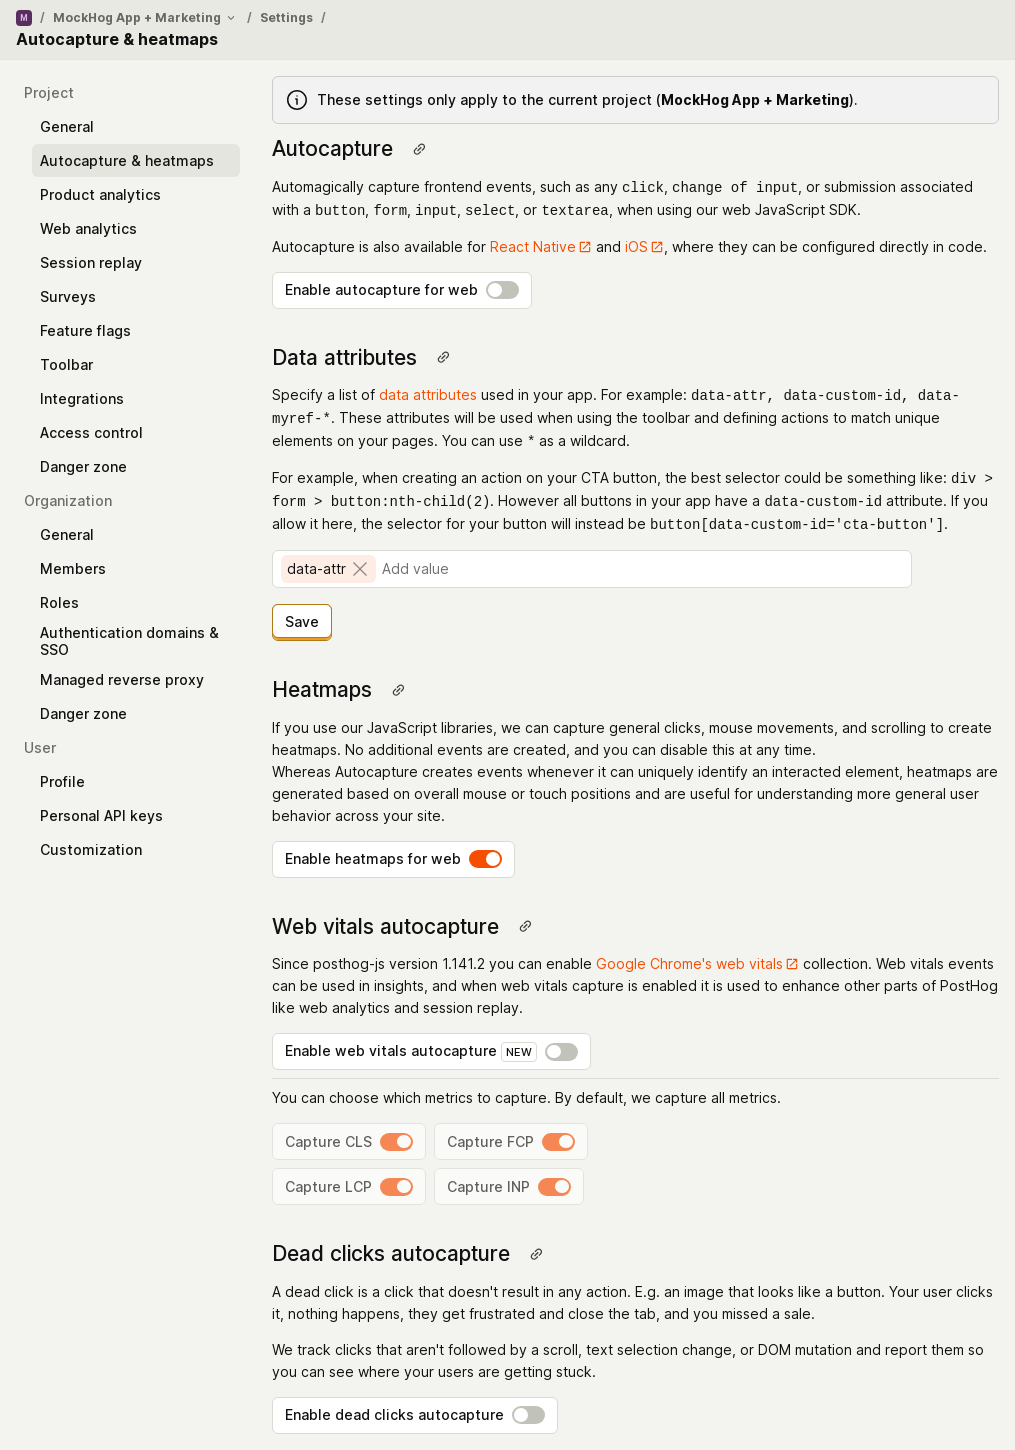 M / MockHog App + Marketing / Settings /
Autocapture & heatmaps
Project
General
Autocapture & heatmaps
Product analytics
Web analytics
Session replay
Surveys
Feature flags
Toolbar
Integrations
Access control
Danger zone
Organization
General
Members
Roles
Authentication domains &
SSO
Managed reverse proxy
Danger zone
User
Profile
Personal API keys
Customization
These settings only apply to the current project (MockHog App + Marketing).
Autocapture
Automagically capture frontend events, such as any click, change of input, or submission associated
with a button, form, input, select, or textarea, when using our web JavaScript SDK.
Autocapture is also available for React Native and iOS, where they can be configured directly in code.
Enable autocapture for web
Data attributes
Specify a list of data attributes used in your app. For example: data-attr, data-custom-id, data-
myref-*. These attributes will be used when using the toolbar and defining actions to match unique
elements on your pages. You can use * as a wildcard.
For example, when creating an action on your CTA button, the best selector could be something like: div >
form > button:nth-child(2). However all buttons in your app have a data-custom-id attribute. If you
allow it here, the selector for your button will instead be button[data-custom-id='cta-button'].
data-attr Add value
Save
Heatmaps
If you use our JavaScript libraries, we can capture general clicks, mouse movements, and scrolling to create
heatmaps. No additional events are created, and you can disable this at any time.
Whereas Autocapture creates events whenever it can uniquely identify an interacted element, heatmaps are
generated based on overall mouse or touch positions and are useful for understanding more general user
behavior across your site.
Enable heatmaps for web
Web vitals autocapture
Since posthog-js version 1.141.2 you can enable Google Chrome's web vitals collection. Web vitals events
can be used in insights, and when web vitals capture is enabled it is used to enhance other parts of PostHog
like web analytics and session replay.
Enable web vitals autocapture NEW
You can choose which metrics to capture. By default, we capture all metrics.
Capture CLS Capture FCP
Capture LCP Capture INP
Dead clicks autocapture
A dead click is a click that doesn't result in any action. E.g. an image that looks like a button. Your user clicks
it, nothing happens, they get frustrated and close the tab, and you missed a sale.
We track clicks that aren't followed by a scroll, text selection change, or DOM mutation and report them so
you can see where your users are getting stuck.
Enable dead clicks autocapture